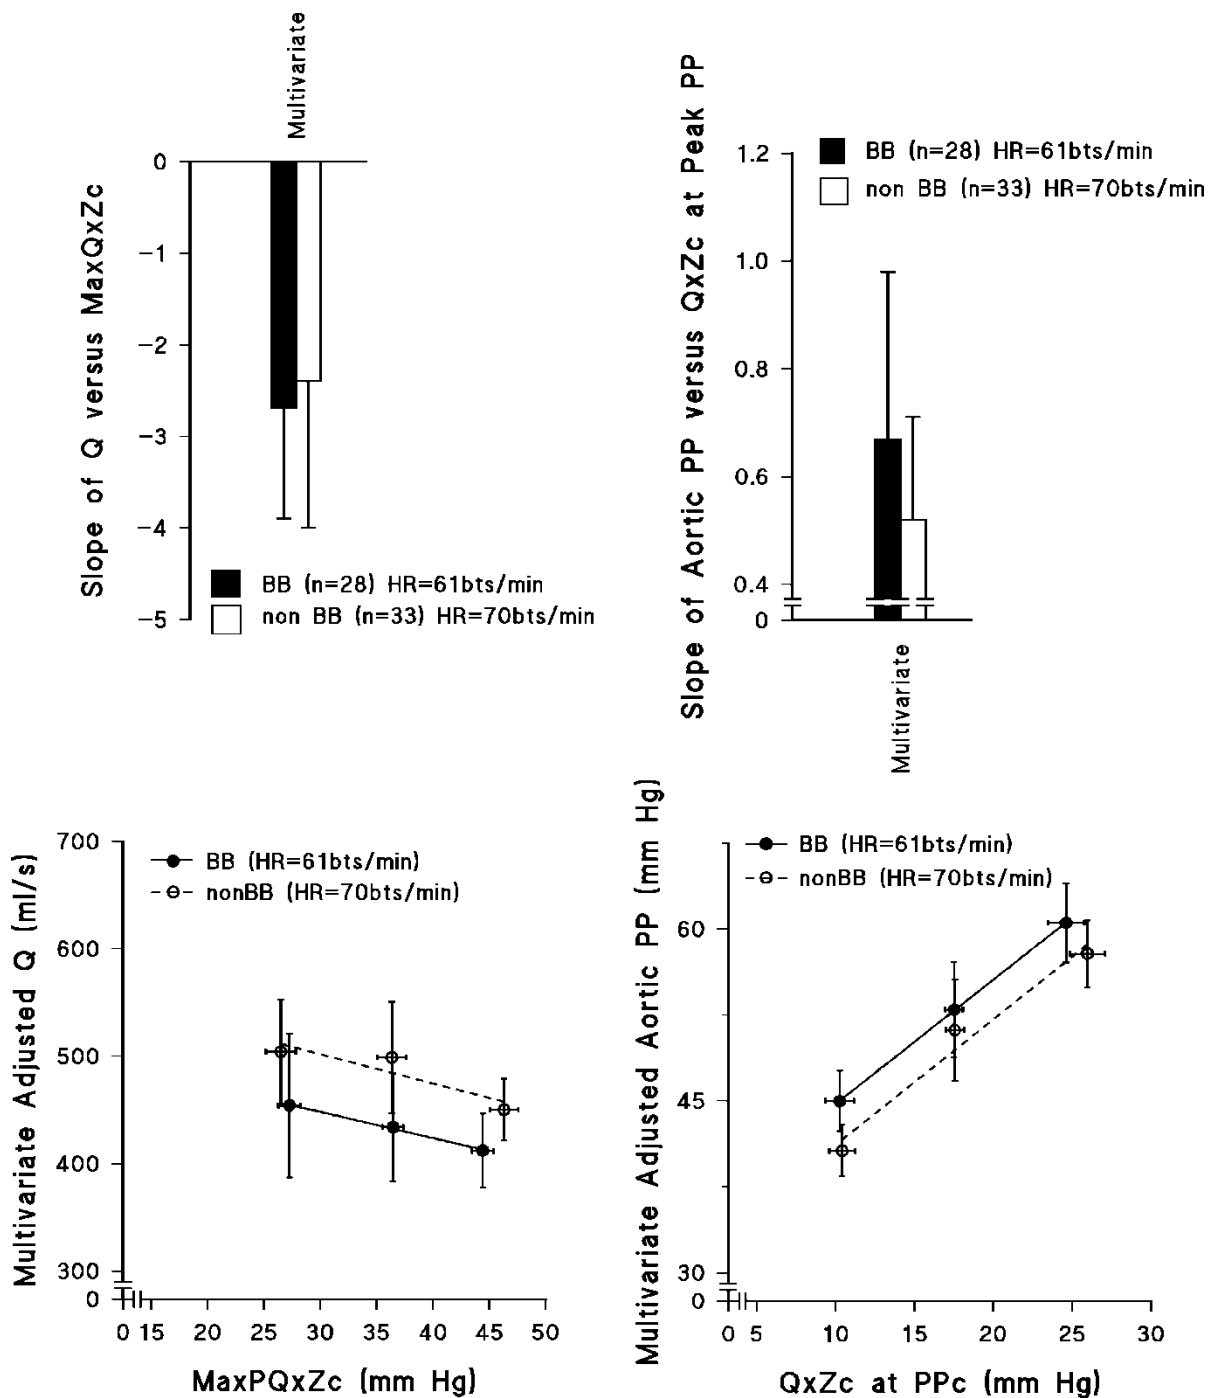 Multivariate
Slope of Q versus MaxQxZc
0
−1
−2
−3
−4
−5
BB (n=28) HR=61bts/min
non BB (n=33) HR=70bts/min
Slope of Aortic PP versus QxZc at Peak PP
1.2
1.0
0.8
0.6
0.4
0
BB (n=28) HR=61bts/min
non BB (n=33) HR=70bts/min
Multivariate
Multivariate Adjusted Q (ml/s)
700
600
500
400
300
0
BB (HR=61bts/min)
nonBB (HR=70bts/min)
0 15 20 25 30 35 40 45 50
MaxPQxZc (mm Hg)
Multivariate Adjusted Aortic PP (mm Hg)
60
45
30
0
BB (HR=61bts/min)
nonBB (HR=70bts/min)
0 5 10 15 20 25 30
QxZc at PPc (mm Hg)